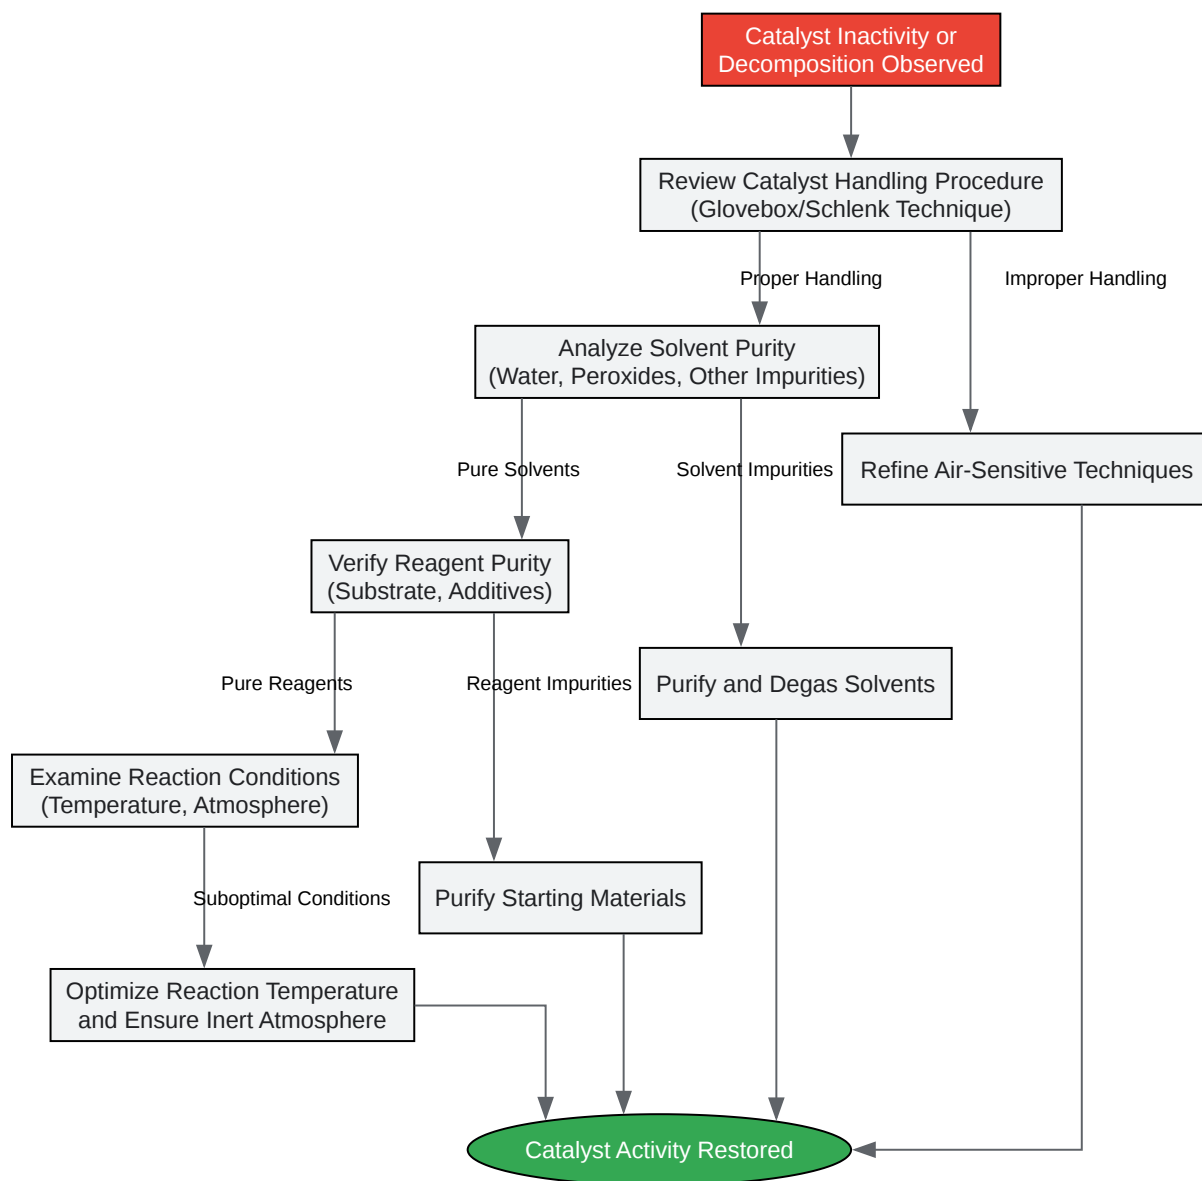 Catalyst Inactivity or
Decomposition Observed
Review Catalyst Handling Procedure
(Glovebox/Schlenk Technique)
Proper Handling
Improper Handling
Analyze Solvent Purity
(Water, Peroxides, Other Impurities)
Pure Solvents
Solvent Impurities
Refine Air-Sensitive Techniques
Verify Reagent Purity
(Substrate, Additives)
Pure Reagents
Reagent Impurities
Purify and Degas Solvents
Examine Reaction Conditions
(Temperature, Atmosphere)
Suboptimal Conditions
Purify Starting Materials
Optimize Reaction Temperature
and Ensure Inert Atmosphere
Catalyst Activity Restored